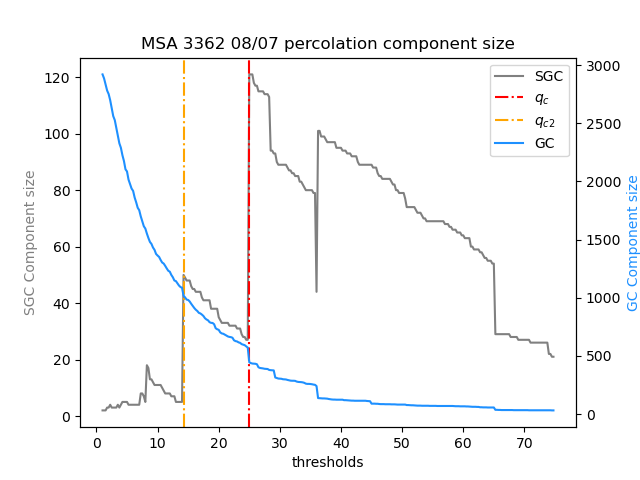 MSA 3362 08/07 percolation component size
SGC Component size
120
100
80
60
40
20
0
3000
2500
2000
1500
1000
500
0
GC Component size
SGC
q_c
q_{c2}
GC
0 10 20 30 40 50 60 70
thresholds